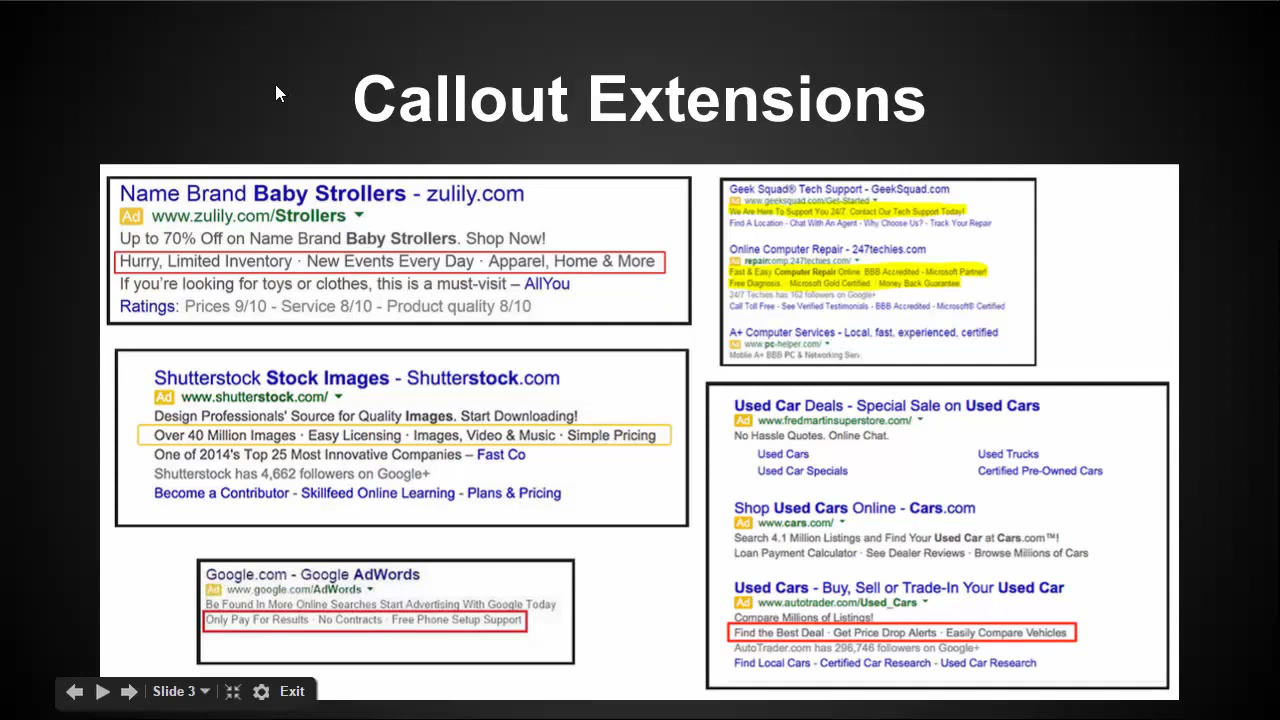 Callout Extensions
Name Brand Baby Strollers - zulily.com
Ad www.zulily.com/Strollers
Up to 70% Off on Name Brand Baby Strollers. Shop Now!
Hurry, Limited Inventory · New Events Every Day · Apparel, Home & More
If you're looking for toys or clothes, this is a must-visit – AllYou
Ratings: Prices 9/10 - Service 8/10 - Product quality 8/10
Geek Squad® Tech Support - GeekSquad.com
Ad www.geeksquad.com/Get-Started
We Are Here To Support You 24/7. Contact Our Tech Support Today!
Find A Location - Chat With An Agent - Why Choose Us? - Track Your Repair
Online Computer Repair - 247techies.com
Ad repaircomp.247techies.com/
Fast & Easy Computer Repair Online. BBB Accredited - Microsoft Partner!
Free Diagnosis. Microsoft Gold Certified. Money Back Guarantee.
24/7 Techies has 162 followers on Google+
Call Toll Free - See Verified Testimonials - BBB Accredited - Microsoft® Certified
A+ Computer Services - Local, fast, experienced, certified
Ad www.pc-helper.com/
Mobile A+ BBB PC & Networking Serv.
Shutterstock Stock Images - Shutterstock.com
Ad www.shutterstock.com/
Design Professionals' Source for Quality Images. Start Downloading!
Over 40 Million Images · Easy Licensing · Images, Video & Music · Simple Pricing
One of 2014's Top 25 Most Innovative Companies – Fast Co
Shutterstock has 4,662 followers on Google+
Become a Contributor - Skillfeed Online Learning - Plans & Pricing
Used Car Deals - Special Sale on Used Cars
Ad www.fredmartinsuperstore.com/
No Hassle Quotes. Online Chat.
Used Cars Used Trucks
Used Car Specials Certified Pre-Owned Cars
Shop Used Cars Online - Cars.com
Ad www.cars.com/
Search 4.1 Million Listings and Find Your Used Car at Cars.com™!
Loan Payment Calculator · See Dealer Reviews · Browse Millions of Cars
Used Cars - Buy, Sell or Trade-In Your Used Car
Ad www.autotrader.com/Used_Cars
Compare Millions of Listings!
Find the Best Deal · Get Price Drop Alerts · Easily Compare Vehicles
AutoTrader.com has 296,746 followers on Google+
Find Local Cars - Certified Car Research - Used Car Research
Google.com - Google AdWords
Ad www.google.com/AdWords
Be Found In More Online Searches Start Advertising With Google Today
Only Pay For Results · No Contracts · Free Phone Setup Support
Slide 3 Exit